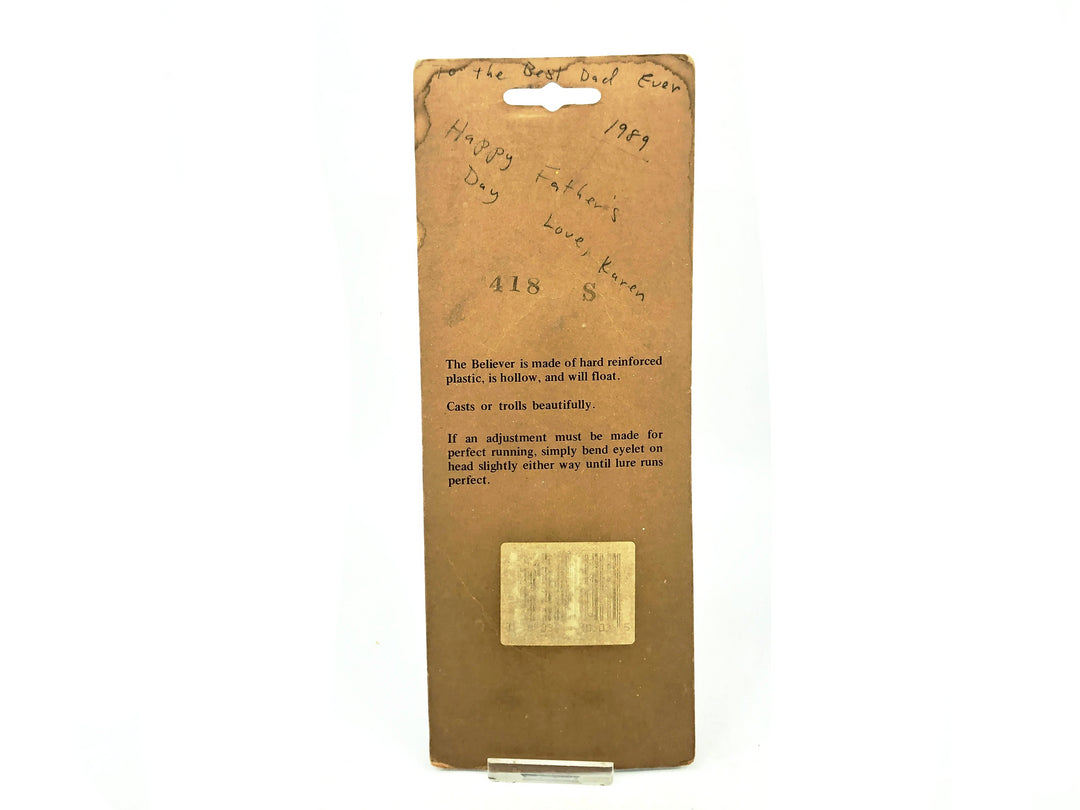 to the Best Dad Ever
1989
Happy Father's
Day
Love, Karen
418 S
The Believer is made of hard reinforced
plastic, is hollow, and will float.
Casts or trolls beautifully.
If an adjustment must be made for
perfect running, simply bend eyelet on
head slightly either way until lure runs
perfect.